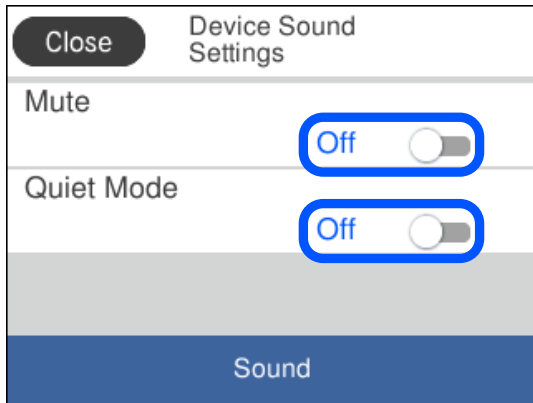 Close
Device Sound
Settings
Mute
Off
Quiet Mode
Off
Sound